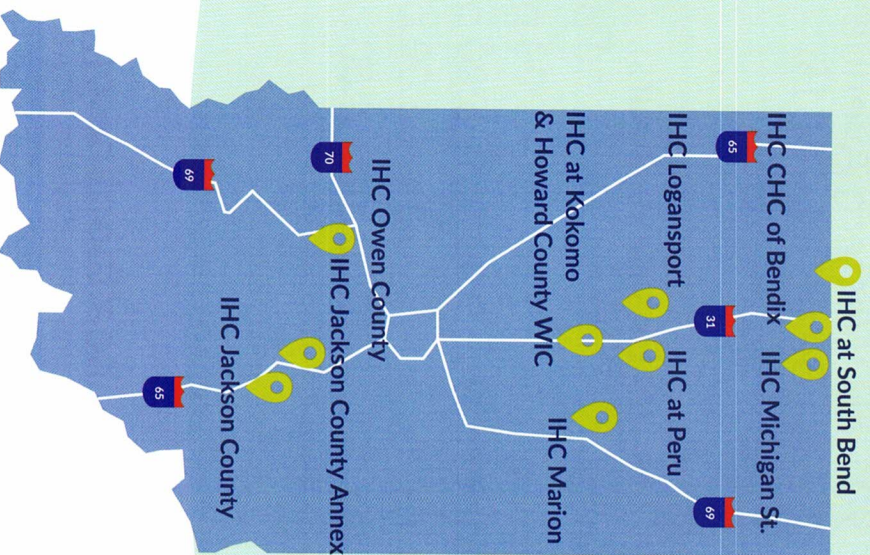 IHC at South Bend
IHC CHC of Bendix
IHC Michigan St.
65
31
69
IHC Logansport
IHC at Peru
IHC at Kokomo
& Howard County WIC
IHC Marion
IHC Owen County
70
IHC Jackson County Annex
69
IHC Jackson County
65